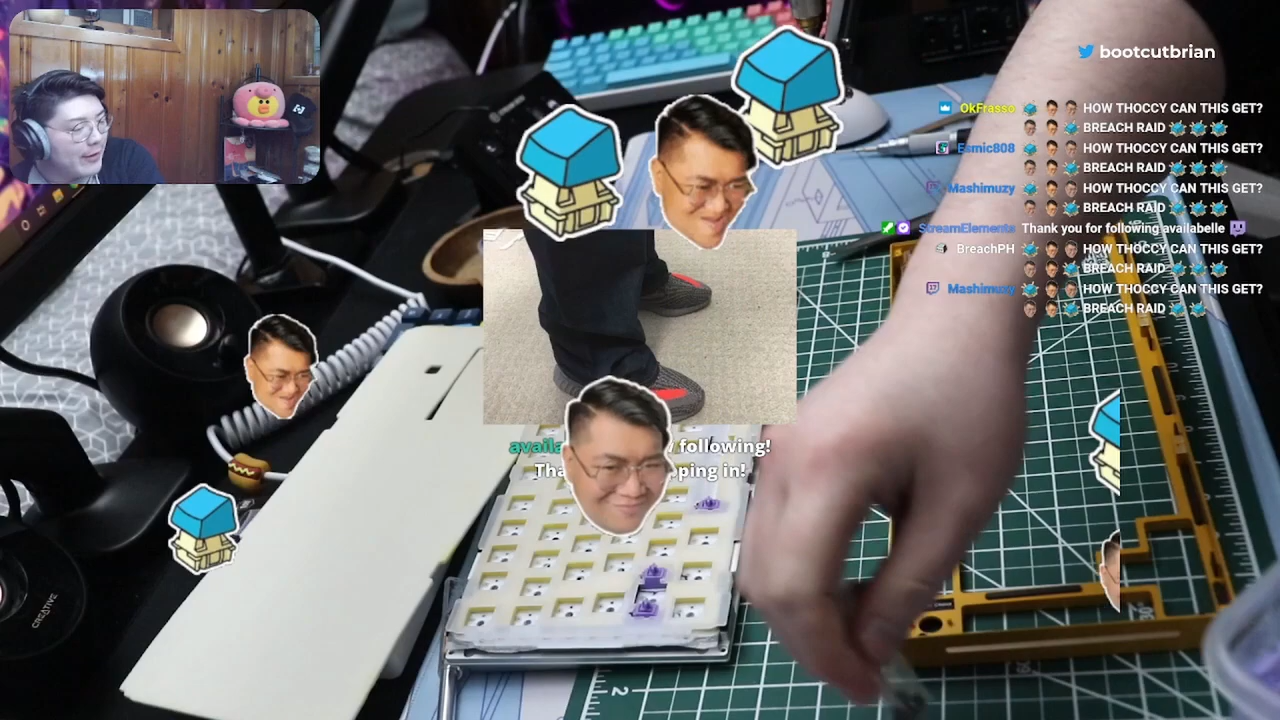 bootcutbrian
OkFrasso HOW THOCCY CAN THIS GET?
BREACH RAID
Esmic808 HOW THOCCY CAN THIS GET?
BREACH RAID
Mashimuzy HOW THOCCY CAN THIS GET?
BREACH RAID
StreamElements Thank you for following availabelle
BreachPH HOW THOCCY CAN THIS GET?
BREACH RAID
Mashimuzy HOW THOCCY CAN THIS GET?
BREACH RAID
following!
in!
CREATIVE
2